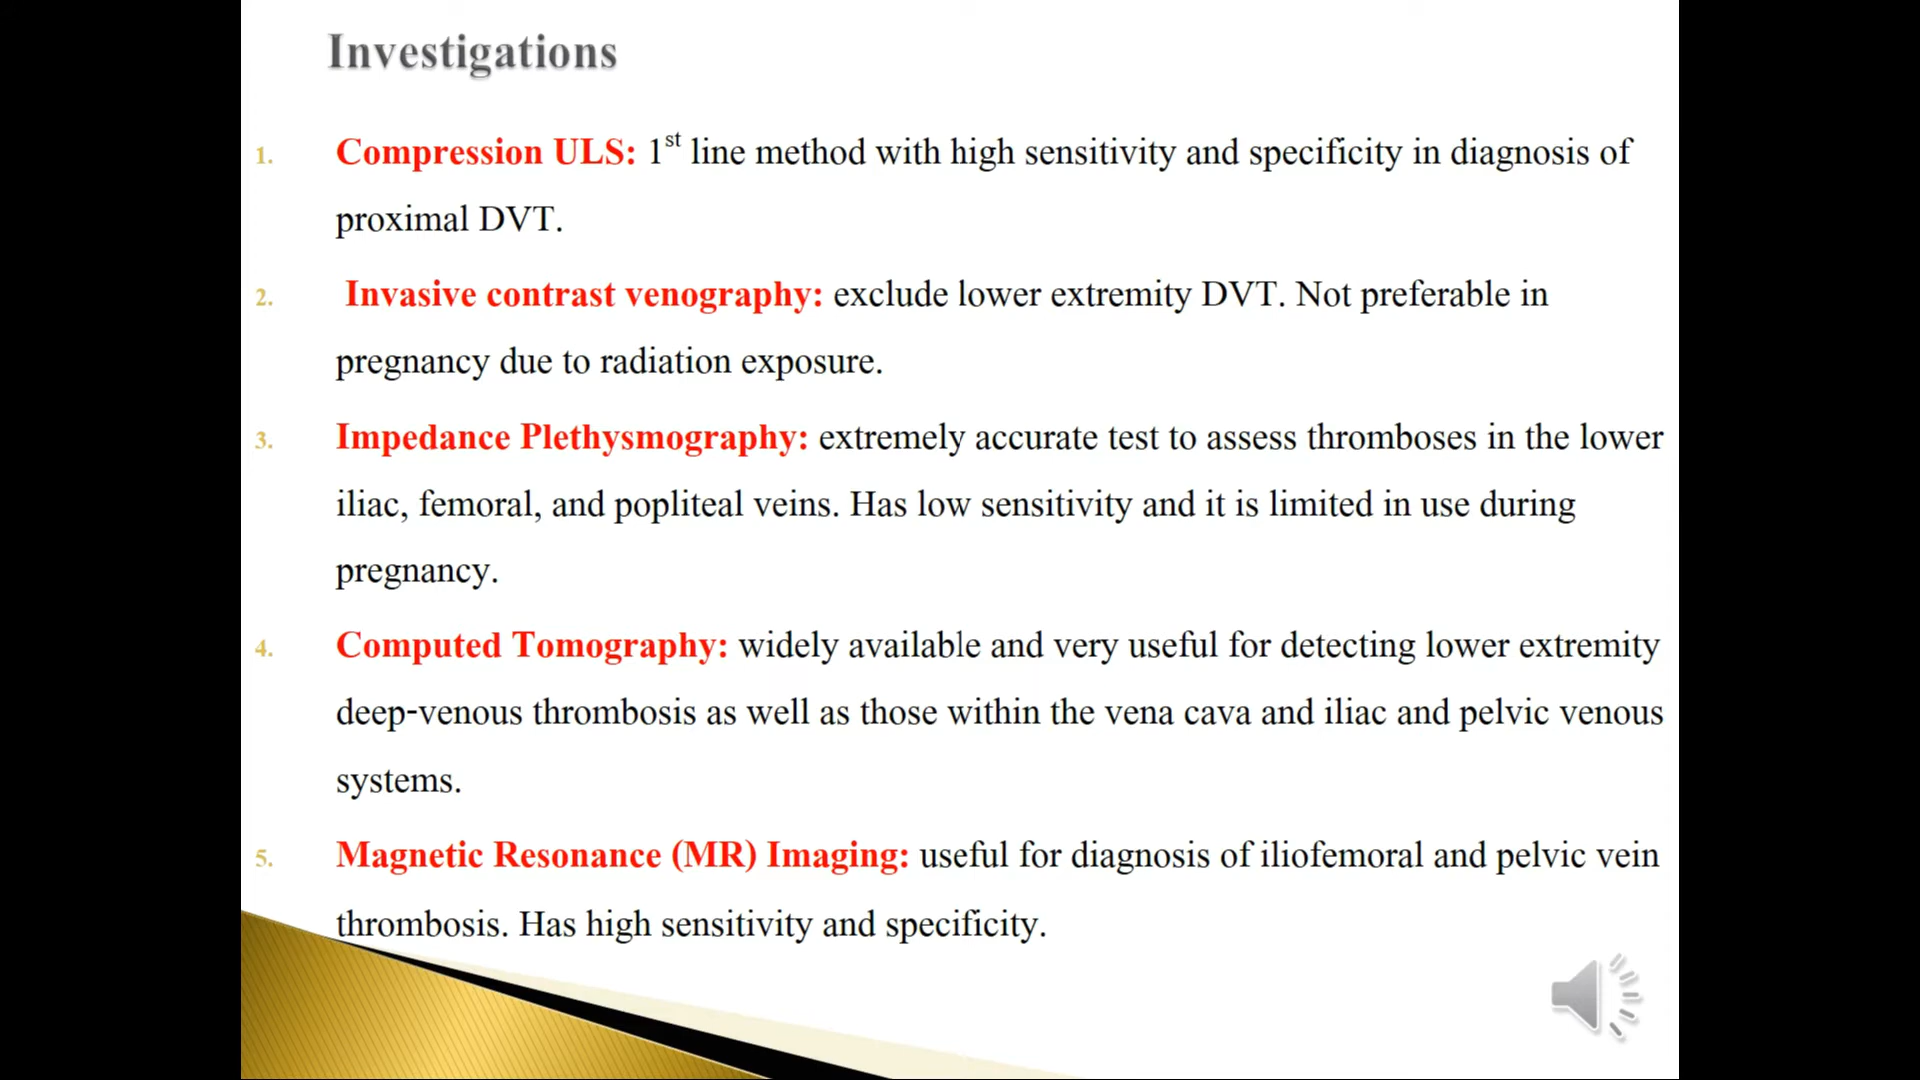 Investigations
1. Compression ULS: 1st line method with high sensitivity and specificity in diagnosis of
proximal DVT.
2. Invasive contrast venography: exclude lower extremity DVT. Not preferable in
pregnancy due to radiation exposure.
3. Impedance Plethysmography: extremely accurate test to assess thromboses in the lower
iliac, femoral, and popliteal veins. Has low sensitivity and it is limited in use during
pregnancy.
4. Computed Tomography: widely available and very useful for detecting lower extremity
deep-venous thrombosis as well as those within the vena cava and iliac and pelvic venous
systems.
5. Magnetic Resonance (MR) Imaging: useful for diagnosis of iliofemoral and pelvic vein
thrombosis. Has high sensitivity and specificity.